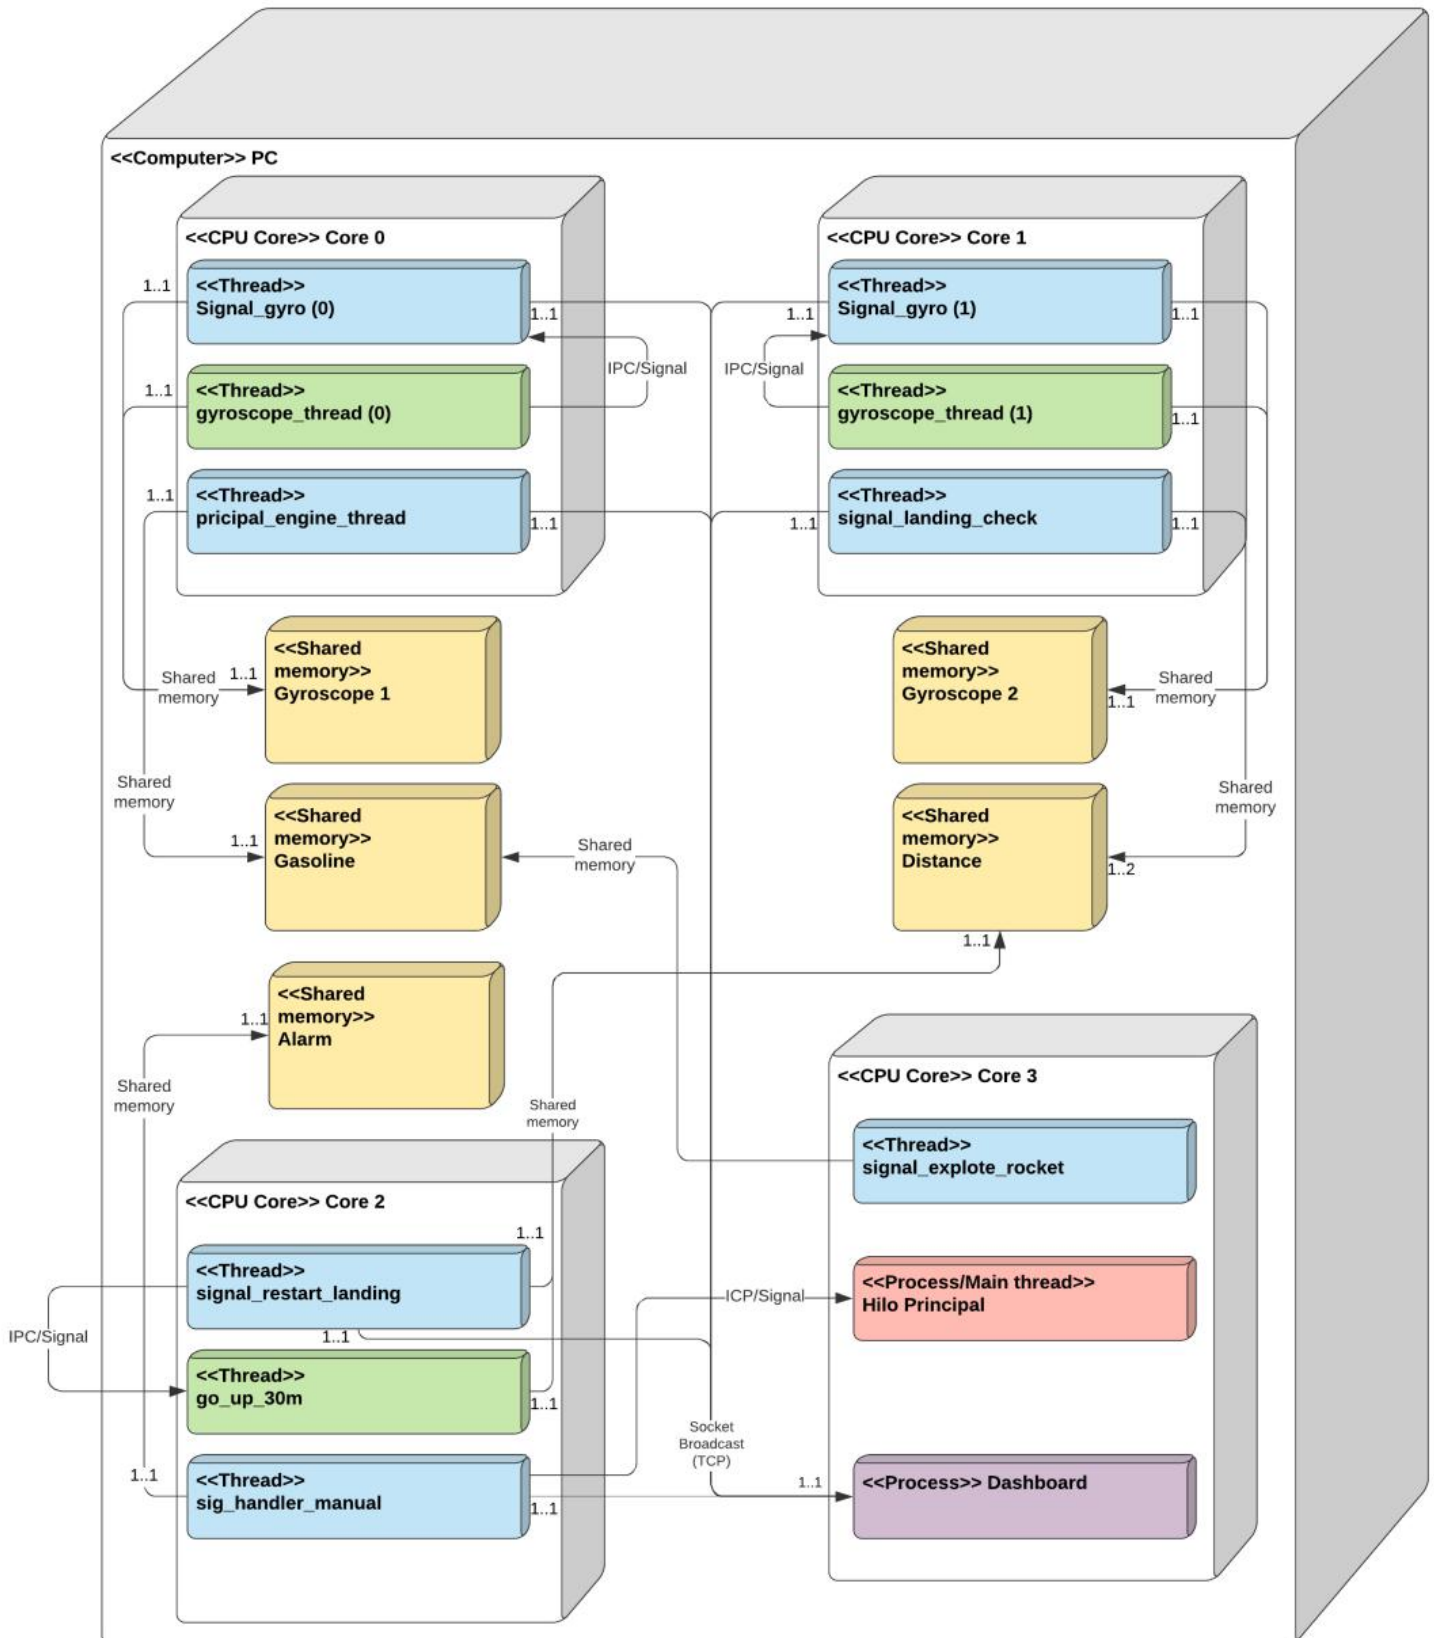 <<Computer>> PC
<<CPU Core>> Core 0
1..1
<<Thread>>
Signal_gyro (0)
1..1
IPC/Signal
1..1
<<Thread>>
gyroscope_thread (0)
1..1
<<Thread>>
pricipal_engine_thread
1..1
<<CPU Core>> Core 1
1..1
<<Thread>>
Signal_gyro (1)
1..1
IPC/Signal
<<Thread>>
gyroscope_thread (1)
1..1
1..1
<<Thread>>
signal_landing_check
1..1
Shared
memory
1..1
<<Shared
memory>>
Gyroscope 1
<<Shared
memory>>
Gyroscope 2
1..1
Shared
memory
Shared
memory
1..1
<<Shared
memory>>
Gasoline
Shared
memory
<<Shared
memory>>
Distance
1..2
Shared
memory
1..1
1..1
<<Shared
memory>>
Alarm
Shared
memory
Shared
memory
<<CPU Core>> Core 2
1..1
<<Thread>>
signal_restart_landing
1..1
IPC/Signal
<<Thread>>
go_up_30m
1..1
1..1
<<Thread>>
sig_handler_manual
1..1
<<CPU Core>> Core 3
<<Thread>>
signal_explote_rocket
ICP/Signal
<<Process/Main thread>>
Hilo Principal
Socket
Broadcast
(TCP)
1..1
<<Process>> Dashboard